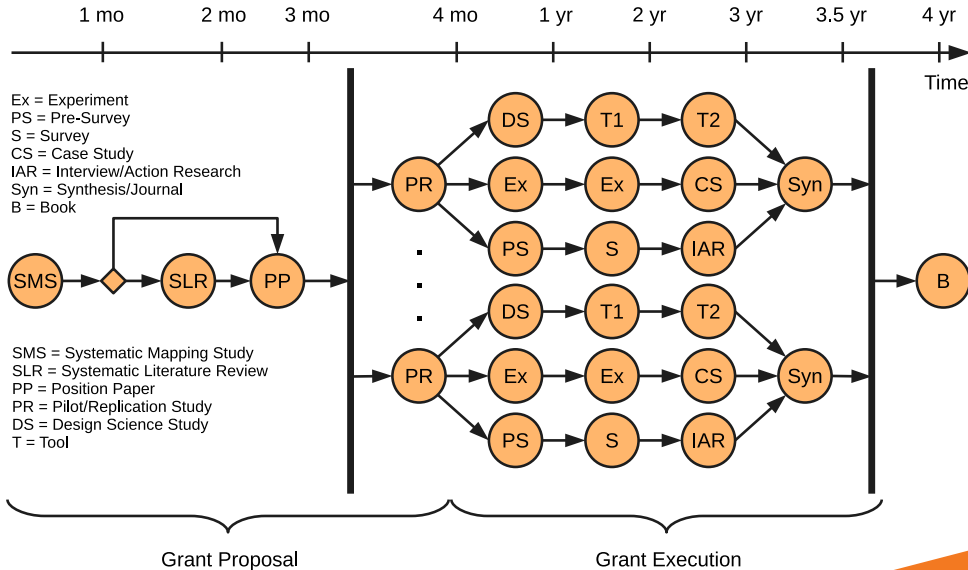 1 mo 2 mo 3 mo 4 mo 1 yr 2 yr 3 yr 3.5 yr 4 yr
Time
Ex = Experiment
PS = Pre-Survey
S = Survey
CS = Case Study
IAR = Interview/Action Research
Syn = Synthesis/Journal
B = Book
DS T1 T2
PR Ex Ex CS Syn
PS S IAR
SMS SLR PP B
DS T1 T2
PR Ex Ex CS Syn
PS S IAR
SMS = Systematic Mapping Study
SLR = Systematic Literature Review
PP = Position Paper
PR = Pilot/Replication Study
DS = Design Science Study
T = Tool
Grant Proposal Grant Execution